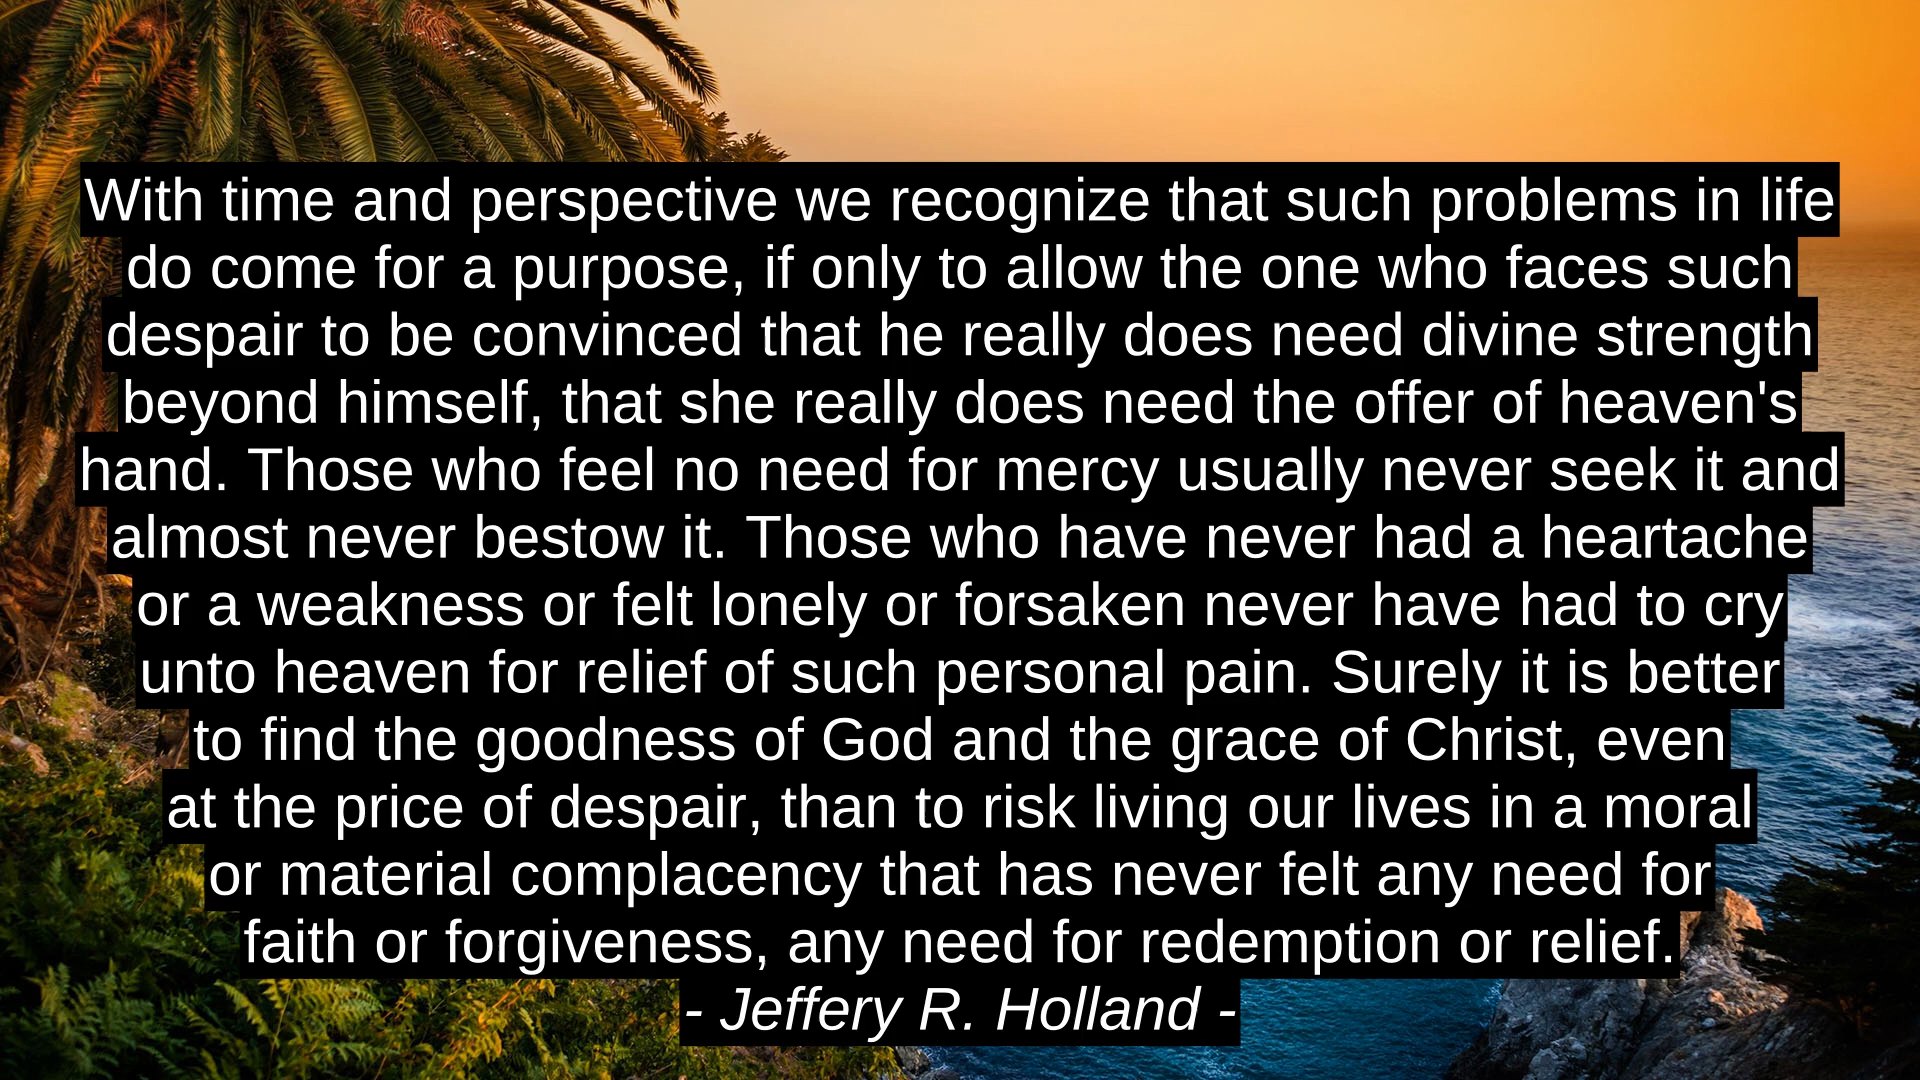 With time and perspective we recognize that such problems in life
do come for a purpose, if only to allow the one who faces such
despair to be convinced that he really does need divine strength
beyond himself, that she really does need the offer of heaven's
hand. Those who feel no need for mercy usually never seek it and
almost never bestow it. Those who have never had a heartache
or a weakness or felt lonely or forsaken never have had to cry
unto heaven for relief of such personal pain. Surely it is better
to find the goodness of God and the grace of Christ, even
at the price of despair, than to risk living our lives in a moral
or material complacency that has never felt any need for
faith or forgiveness, any need for redemption or relief.
- Jeffery R. Holland -